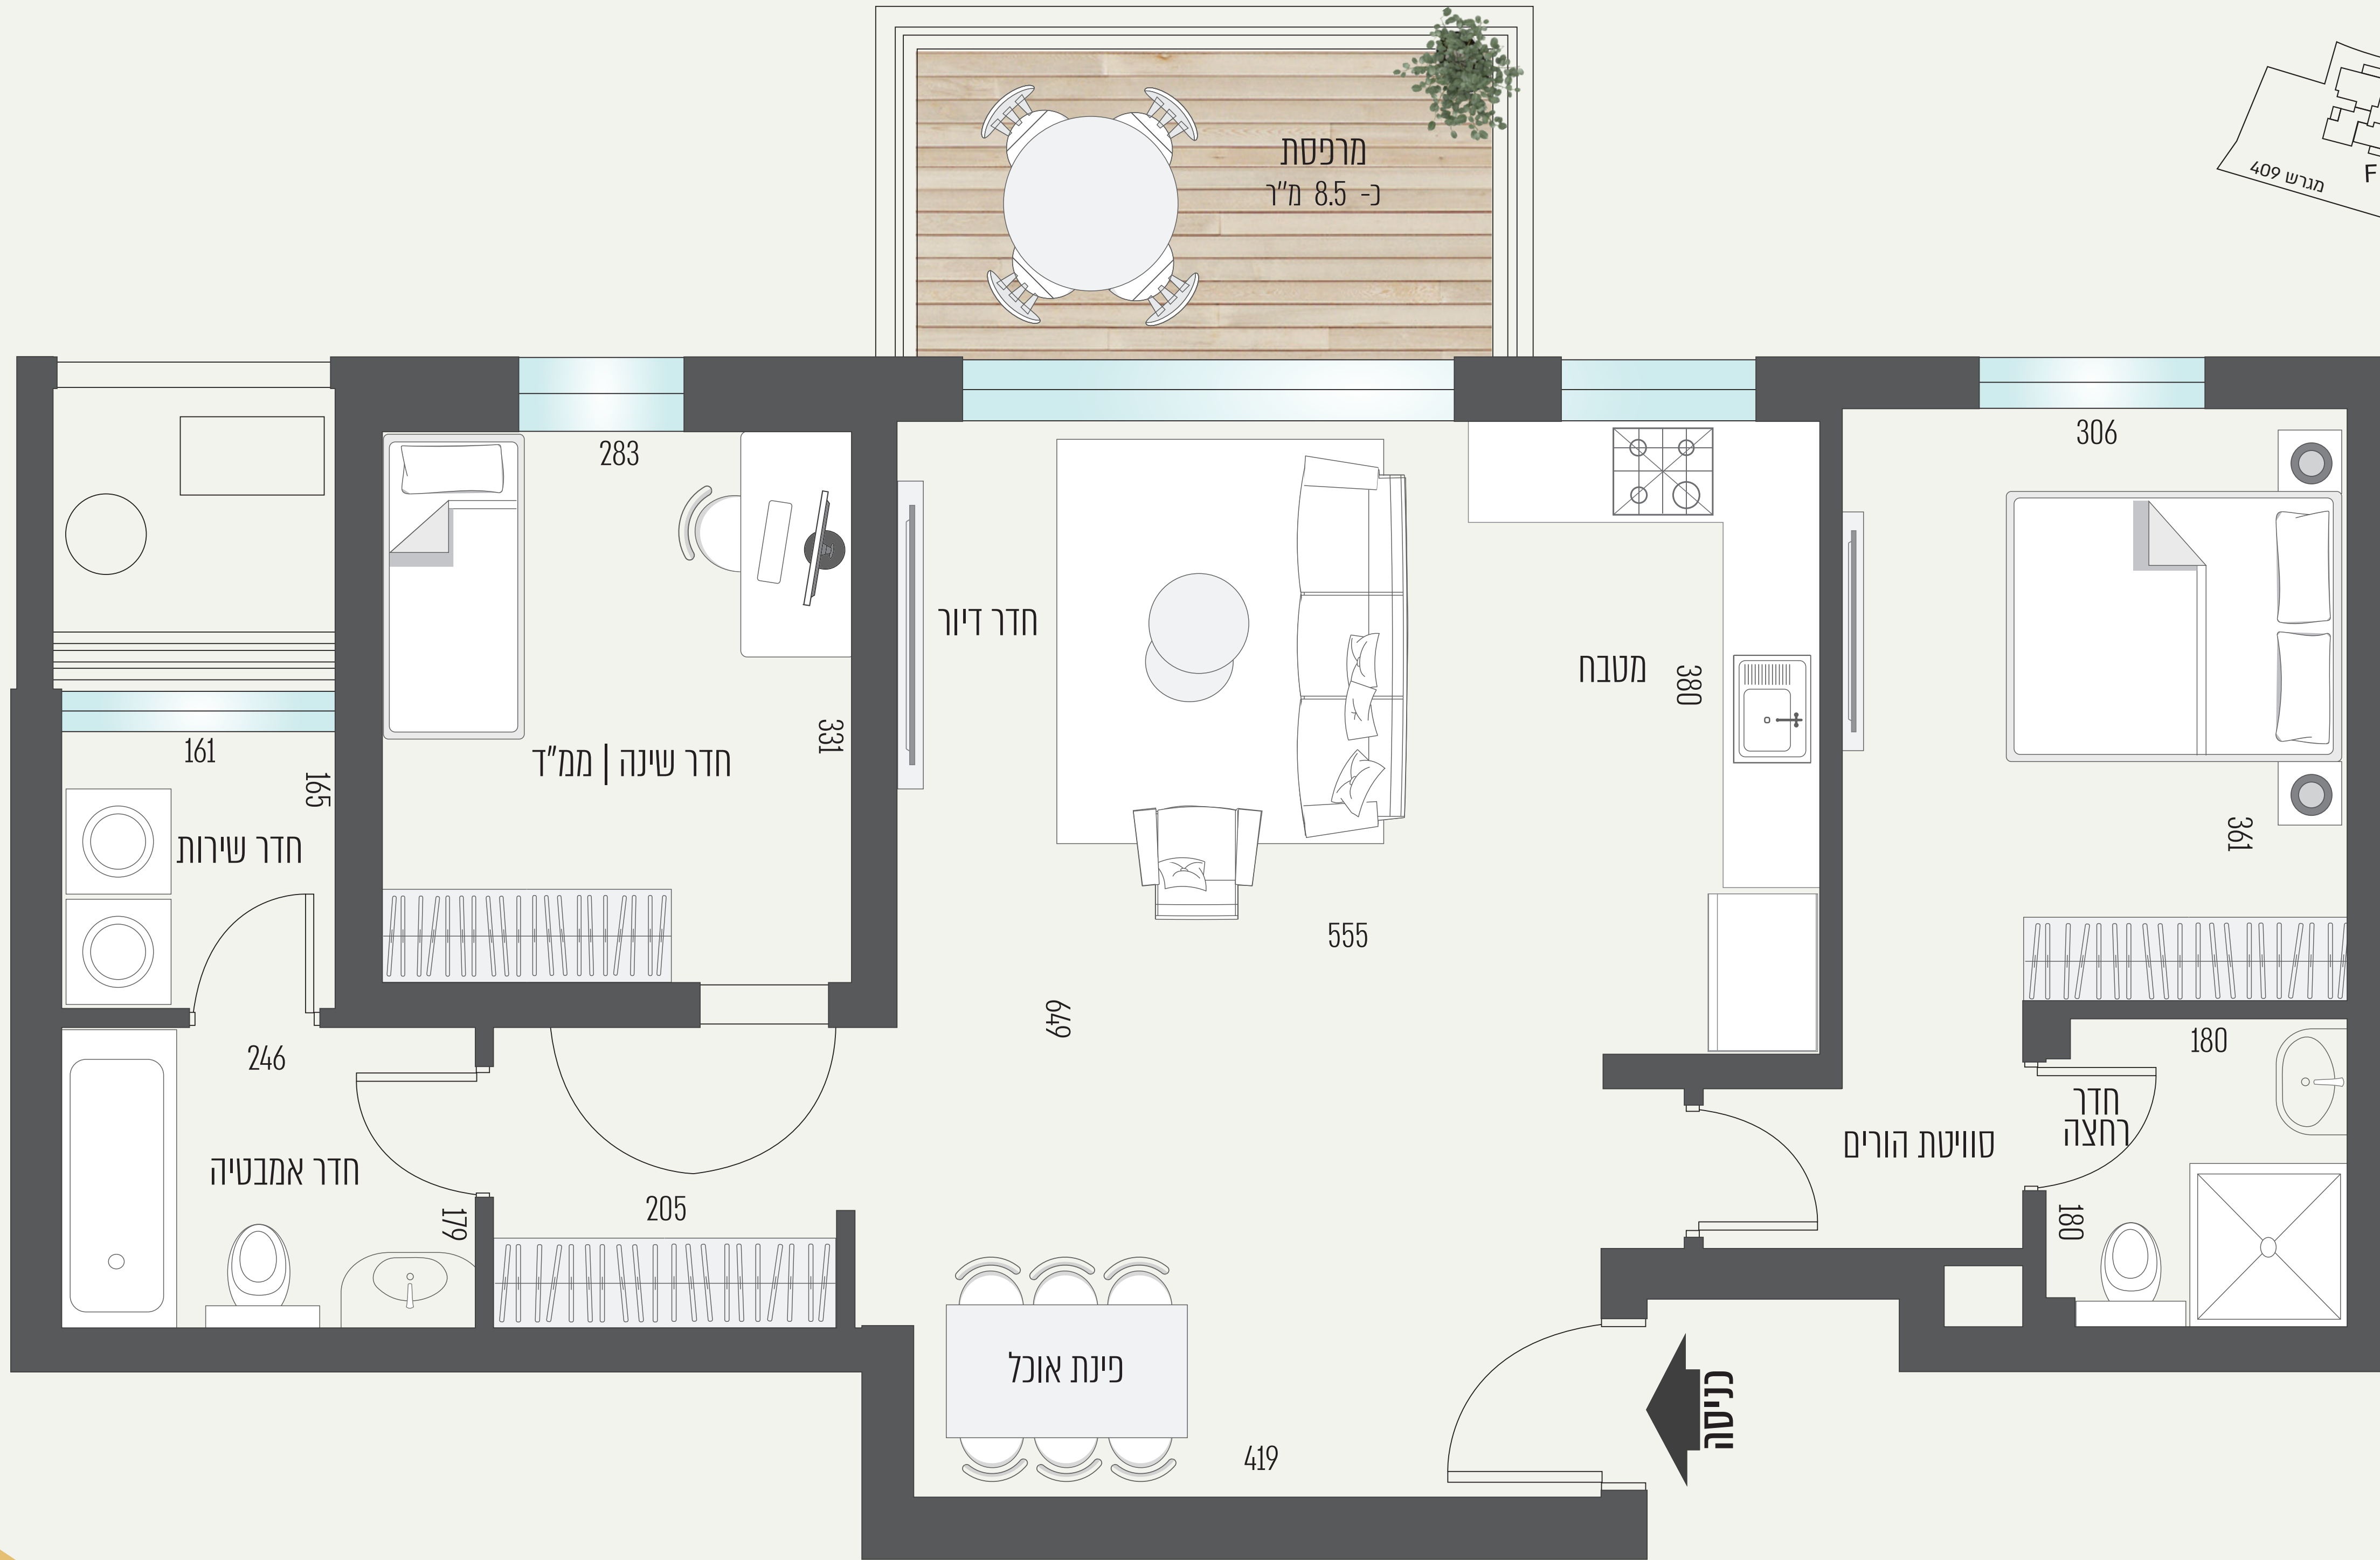 מרפסת
כ- 8.5 מ"ר
מגרש 409
F
306
283
חדר דיור
מטבח
380
331
חדר שינה | ממ"ד
161
165
חדר שירות
361
555
649
180
246
חדר
רחצה
סוויטת הורים
חדר אמבטיה
179
205
180
פינת אוכל
כניסה
419